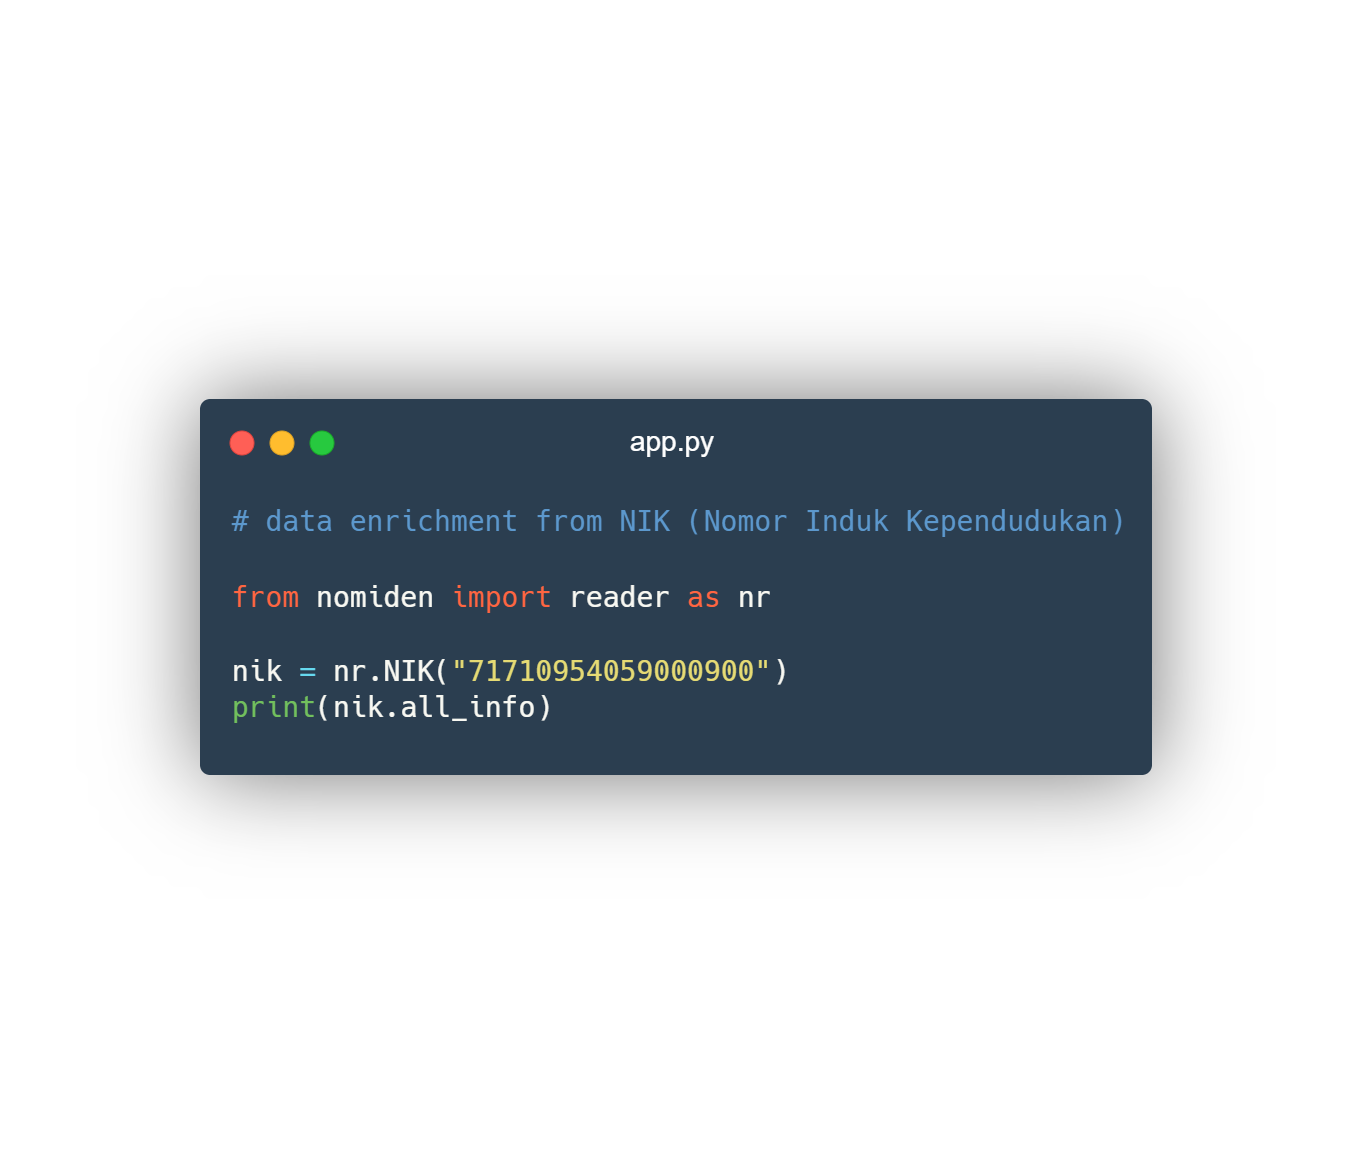 app.py
# data enrichment from NIK (Nomor Induk Kependudukan)
from nomiden import reader as nr
nik = nr.NIK("71710954059000900")
print(nik.all_info)